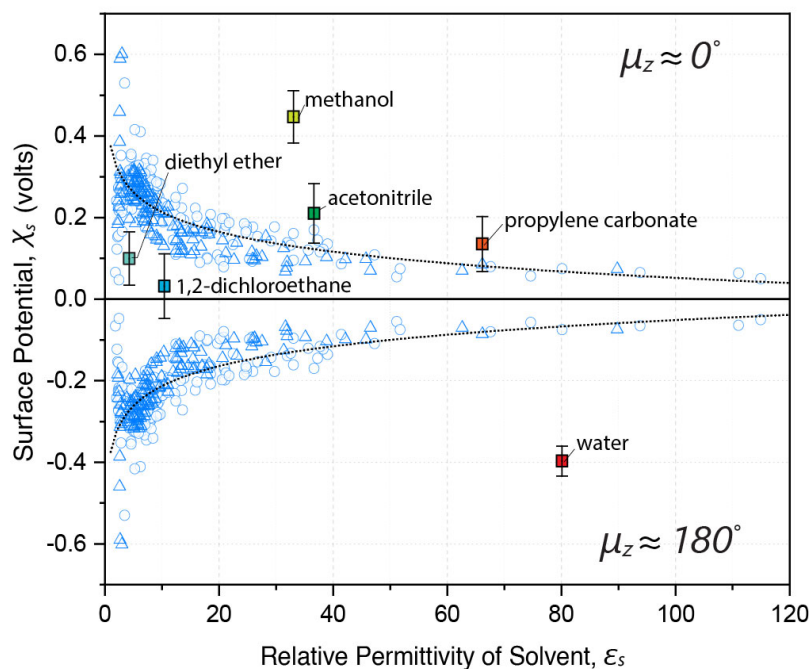 μz ≈ 0°
0.6
methanol
0.4
diethyl ether
acetonitrile
0.2
propylene carbonate
1,2-dichloroethane
0.0
-0.2
water
-0.4
μz ≈ 180°
-0.6
Surface Potential, χs (volts)
0 20 40 60 80 100 120
Relative Permittivity of Solvent, εs